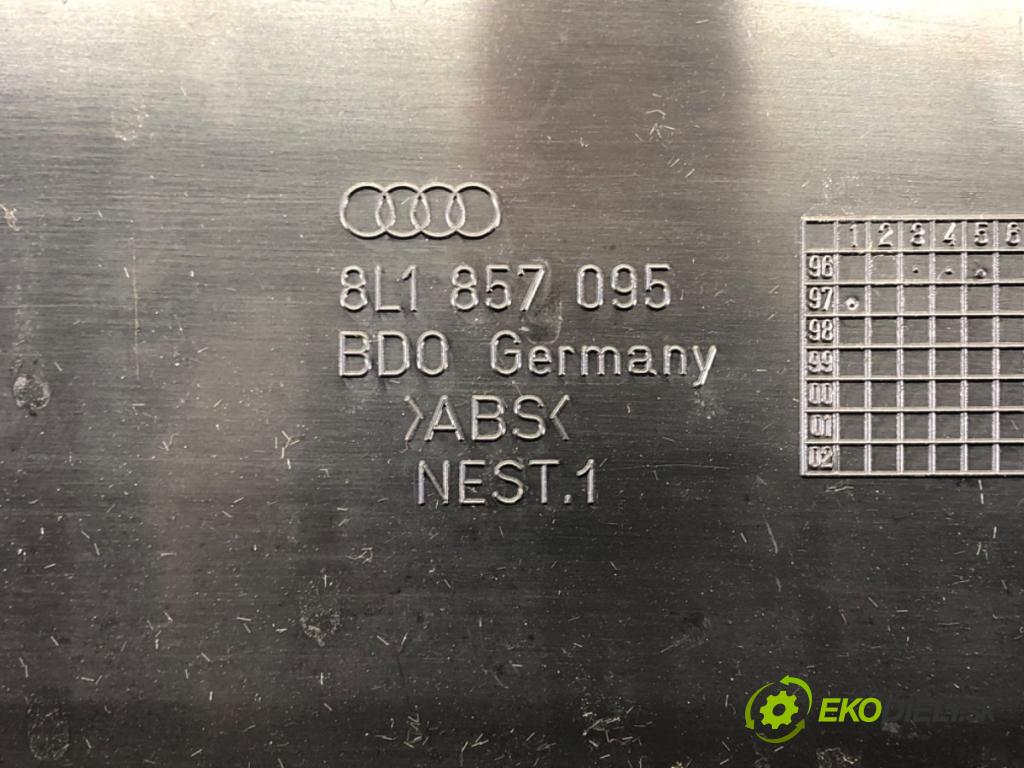 8L1 857 095
BDO Germany
>ABS<
NEST.1
1 2 3 4 5 6
96
97
98
99
00
01
02
EKODIELY.SK